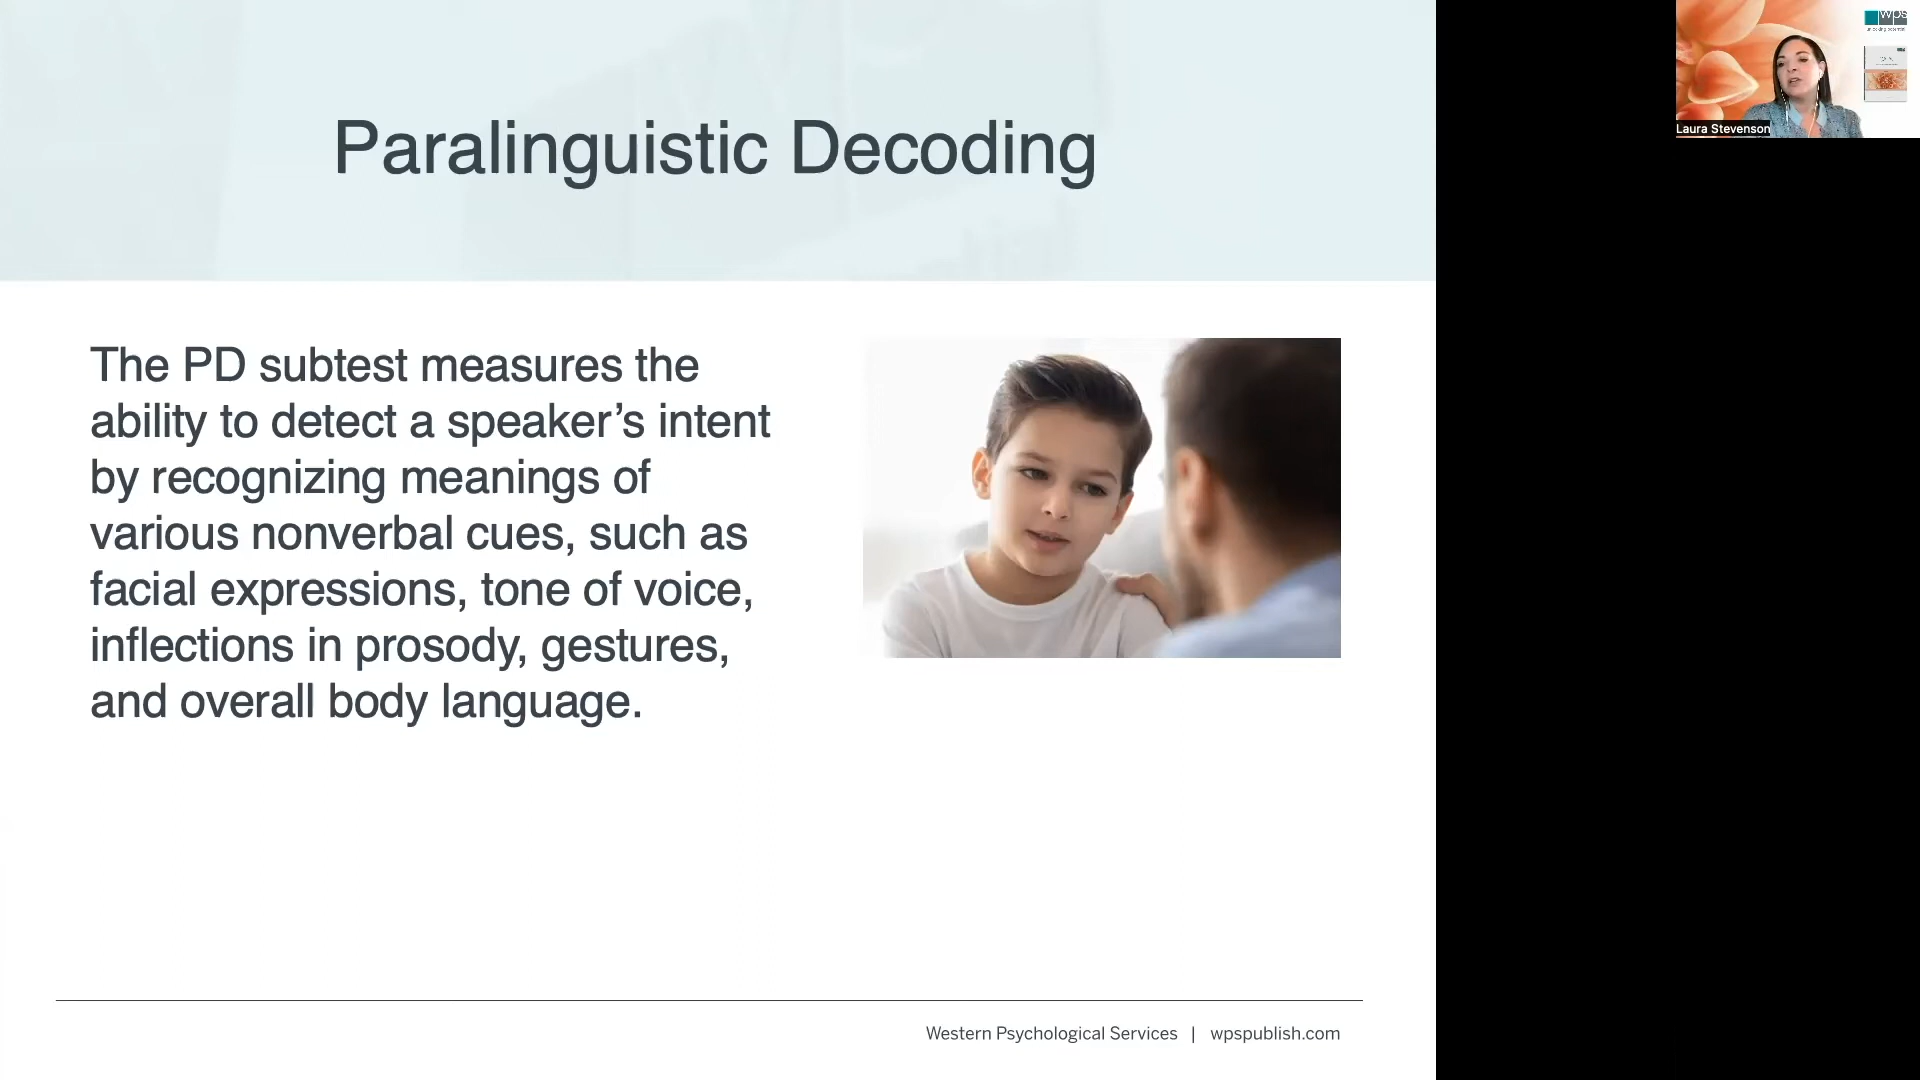 Paralinguistic Decoding
The PD subtest measures the
ability to detect a speaker’s intent
by recognizing meanings of
various nonverbal cues, such as
facial expressions, tone of voice,
inflections in prosody, gestures,
and overall body language.
Western Psychological Services | wpspublish.com
wps
Laura Stevenson